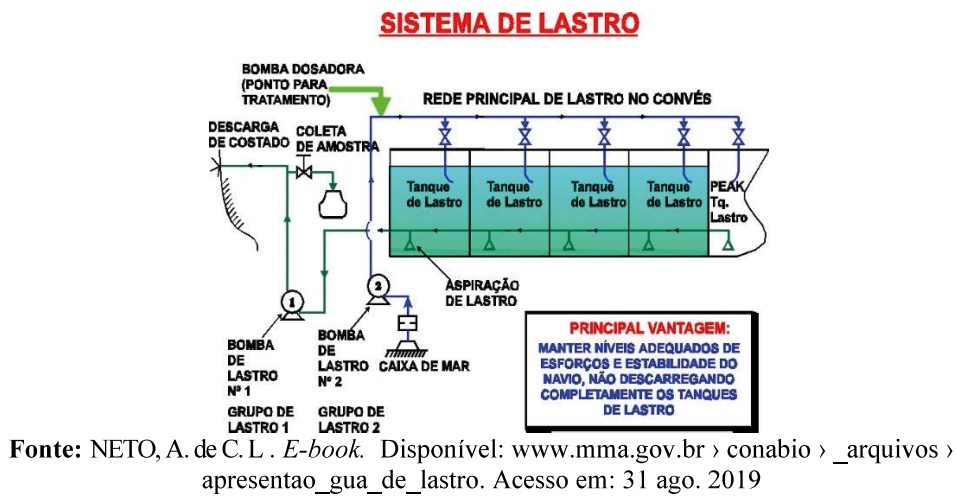 SISTEMA DE LASTRO
BOMBA DOSADORA
(PONTO PARA
TRATAMENTO)
REDE PRINCIPAL DE LASTRO NO CONVÉS
DESCARGA
DE COSTADO
COLETA
DE AMOSTRA
Tanque
de Lastro
Tanque
de Lastro
Tanque
de Lastro
Tanque
de Lastro
PEAK
Tq.
Lastro
ASPIRAÇÃO
DE LASTRO
1
2
BOMBA
DE
LASTRO
Nº 1
BOMBA
DE
LASTRO
Nº 2
CAIXA DE MAR
GRUPO DE
LASTRO 1
GRUPO DE
LASTRO 2
PRINCIPAL VANTAGEM:
MANTER NÍVEIS ADEQUADOS DE
ESFORÇOS E ESTABILIDADE DO
NAVIO, NÃO DESCARREGANDO
COMPLETAMENTE OS TANQUES
DE LASTRO
Fonte: NETO, A. de C. L . E-book. Disponível: www.mma.gov.br › conabio › _arquivos ›
apresentao_gua_de_lastro. Acesso em: 31 ago. 2019